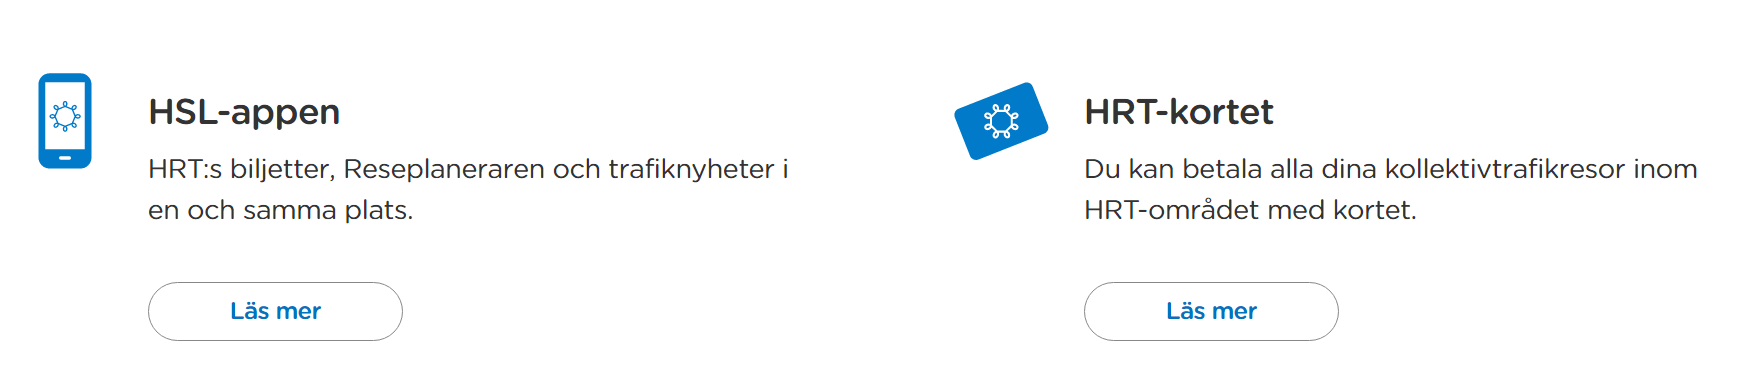 HSL-appen
HRT:s biljetter, Reseplaneraren och trafiknyheter i
en och samma plats.
Läs mer
HRT-kortet
Du kan betala alla dina kollektivtrafikresor inom
HRT-området med kortet.
Läs mer